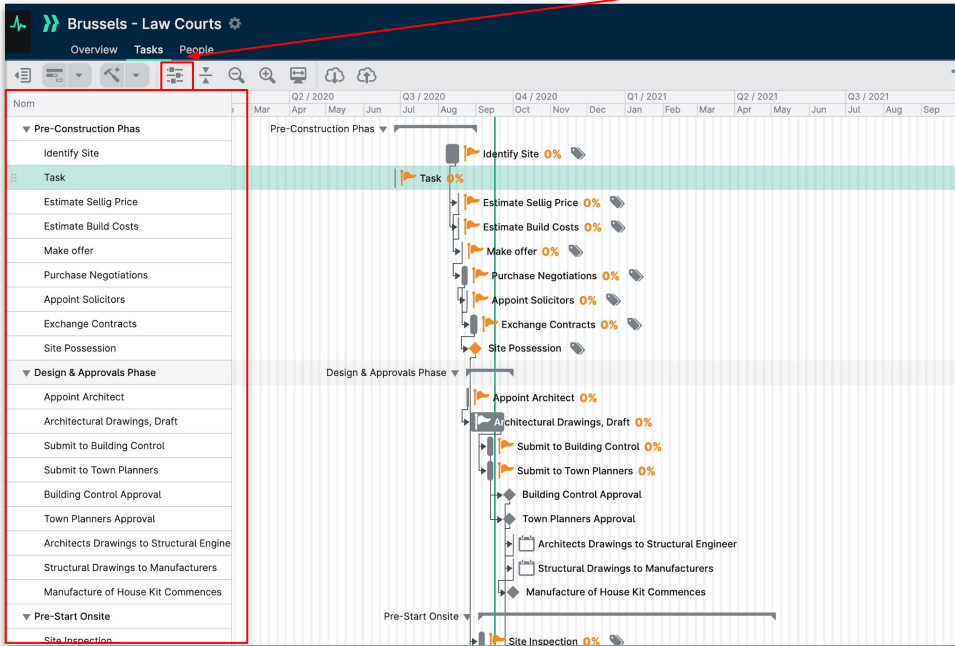 Brussels - Law Courts
Overview Tasks People
Nom
Q2 / 2020 Q3 / 2020 Q4 / 2020 Q1 / 2021 Q2 / 2021 Q3 / 2021
Mar Apr May Jun Jul Aug Sep Oct Nov Dec Jan Feb Mar Apr May Jun Jul Aug Sep
Pre-Construction Phas Pre-Construction Phas
Identify Site Identify Site 0%
Task Task 0%
Estimate Sellig Price Estimate Sellig Price 0%
Estimate Build Costs Estimate Build Costs 0%
Make offer Make offer 0%
Purchase Negotiations Purchase Negotiations 0%
Appoint Solicitors Appoint Solicitors 0%
Exchange Contracts Exchange Contracts 0%
Site Possession Site Possession
Design & Approvals Phase Design & Approvals Phase
Appoint Architect Appoint Architect 0%
Architectural Drawings, Draft Architectural Drawings, Draft 0%
Submit to Building Control Submit to Building Control 0%
Submit to Town Planners Submit to Town Planners 0%
Building Control Approval Building Control Approval
Town Planners Approval Town Planners Approval
Architects Drawings to Structural Engine Architects Drawings to Structural Engineer
Structural Drawings to Manufacturers Structural Drawings to Manufacturers
Manufacture of House Kit Commences Manufacture of House Kit Commences
Pre-Start Onsite Pre-Start Onsite
Site Inspection Site Inspection 0%